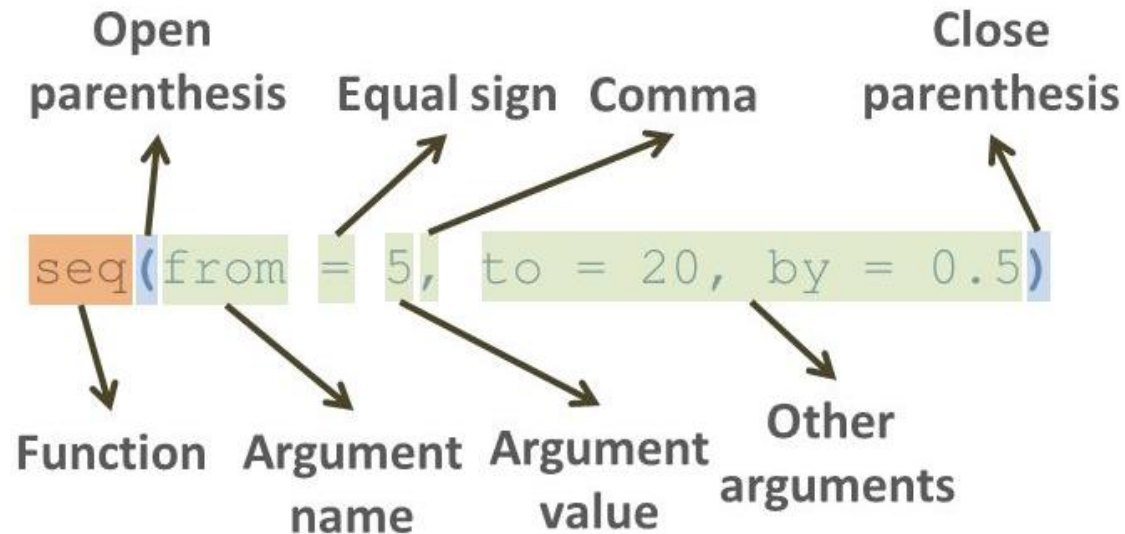 Open
parenthesis
Equal sign
Comma
Close
parenthesis
seq(from = 5, to = 20, by = 0.5)
Function
Argument
name
Argument
value
Other
arguments